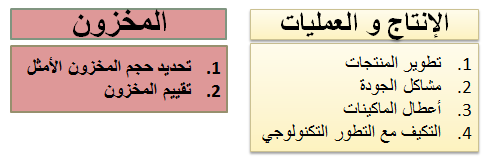 الإنتاج و العمليات
1. تطوير المنتجات
2. مشاكل الجودة
3. أعطال الماكينات
4. التكيف مع التطور التكنولوجي
المخزون
1. تحديد حجم المخزون الأمثل
2. تقييم المخزون